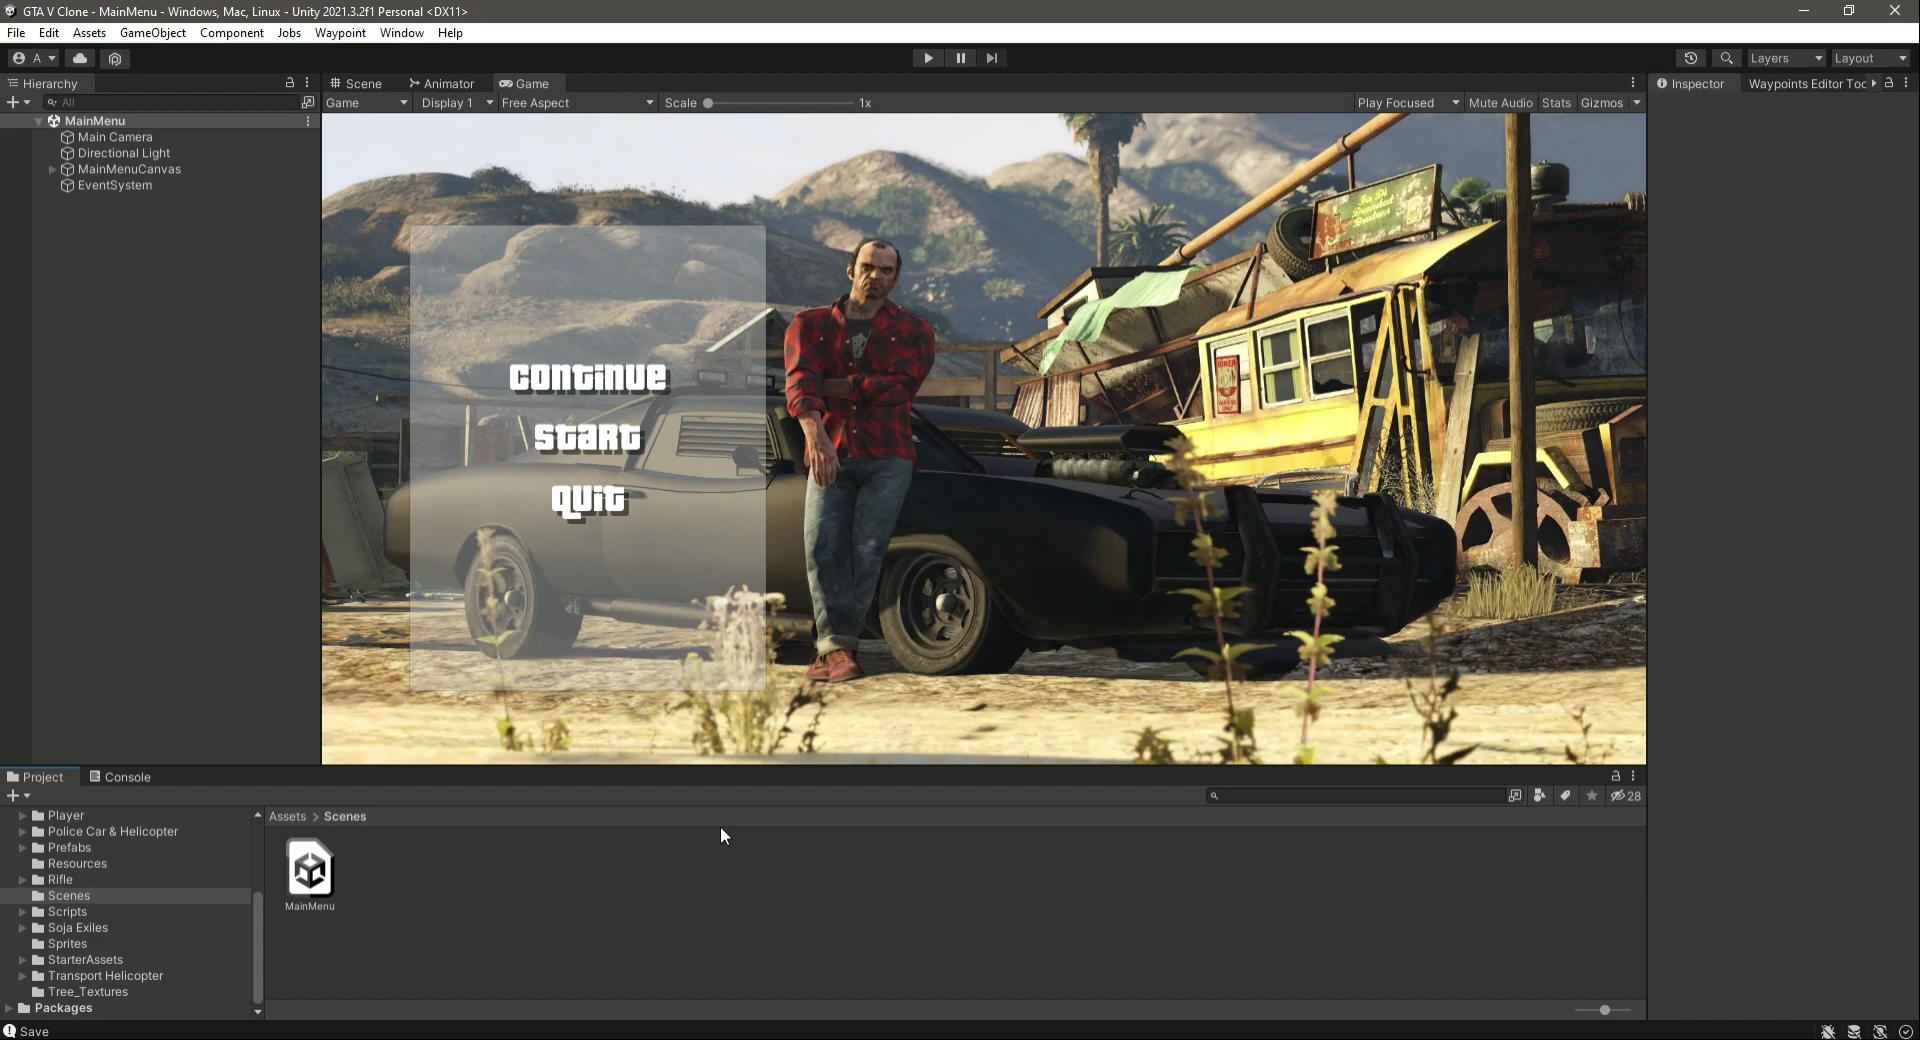 GTA V Clone - MainMenu - Windows, Mac, Linux - Unity 2021.3.2f1 Personal <DX11>
File Edit Assets GameObject Component Jobs Waypoint Window Help
A Layers Layout
Hierarchy Scene Animator Game Inspector Waypoints Editor Too
All Game Display 1 Free Aspect Scale 1x Play Focused Mute Audio Stats Gizmos
MainMenu
Main Camera
Directional Light
MainMenuCanvas
EventSystem
continue
start
quit
Project Console
28
Assets > Scenes
Player
Police Car & Helicopter
Prefabs
Resources
Rifle
Scenes
Scripts
Soja Exiles
Sprites
StarterAssets
Transport Helicopter
Tree_Textures
Packages
MainMenu
Save